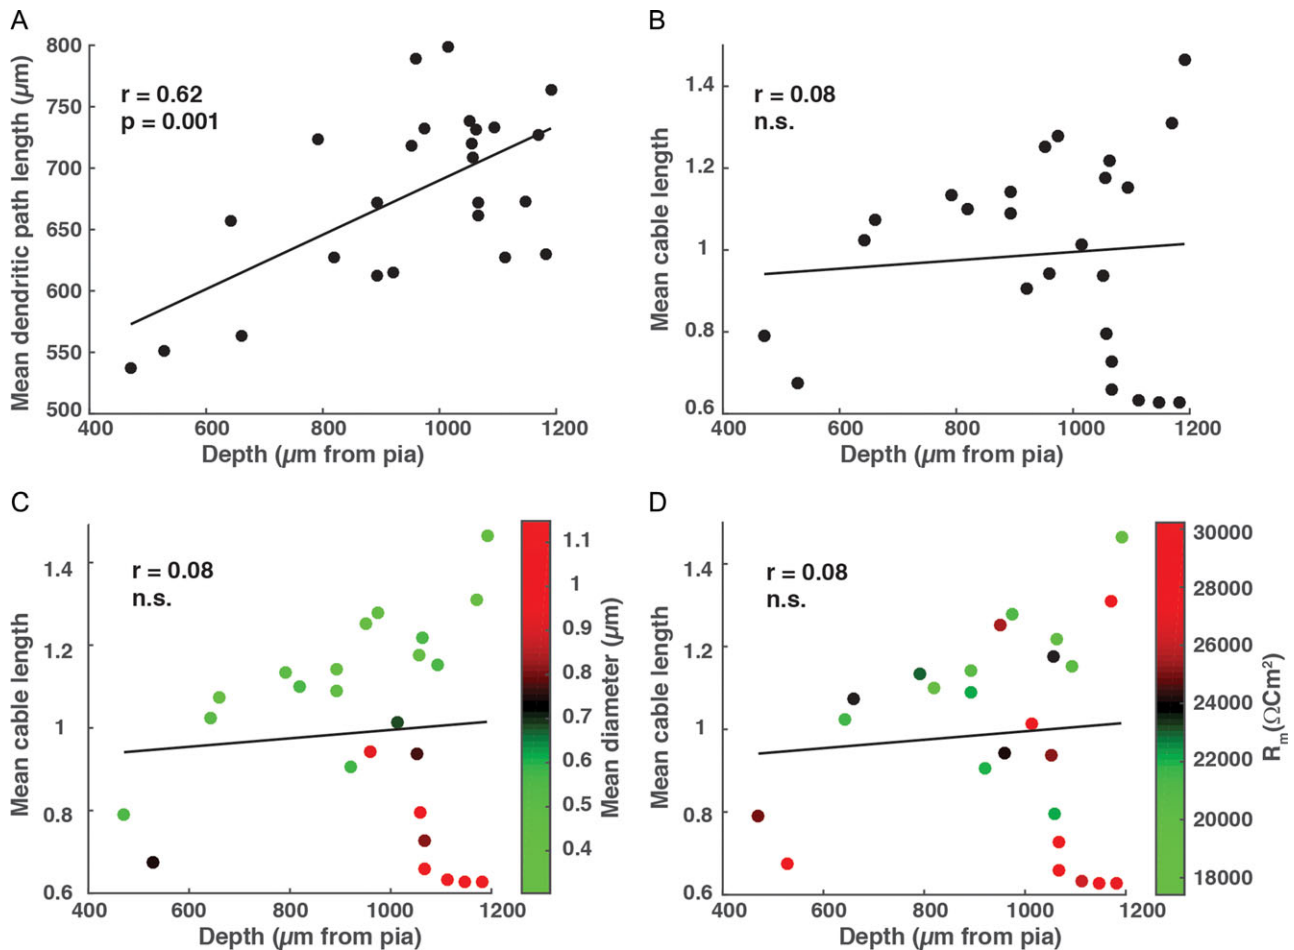 A
Mean dendritic path length (µm)
800
750
700
650
600
550
500
r = 0.62
p = 0.001
400
600
800
1000
1200
Depth (µm from pia)
B
Mean cable length
1.4
1.2
1
0.8
0.6
r = 0.08
n.s.
400
600
800
1000
1200
Depth (µm from pia)
C
Mean cable length
1.4
1.2
1
0.8
0.6
r = 0.08
n.s.
400
600
800
1000
1200
Depth (µm from pia)
1.1
1
0.9
0.8
0.7
0.6
0.5
0.4
Mean diameter (µm)
D
Mean cable length
1.4
1.2
1
0.8
0.6
r = 0.08
n.s.
400
600
800
1000
1200
Depth (µm from pia)
30000
28000
26000
24000
22000
20000
18000
Rm(ΩCm²)